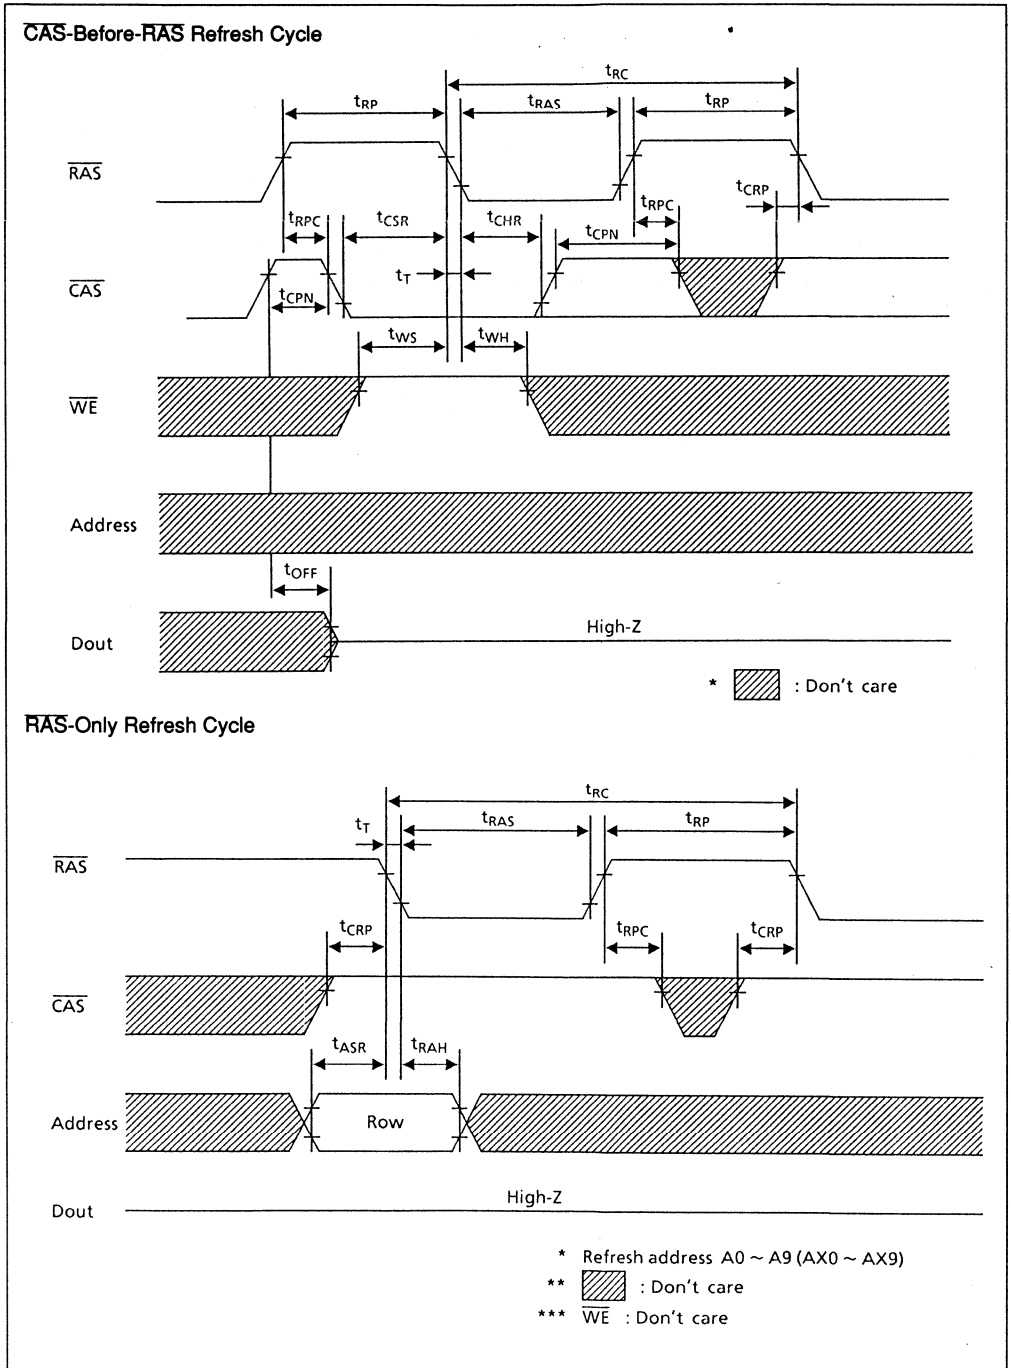 CAS-Before-RAS Refresh Cycle
tRC
tRP tRAS tRP
RAS
tCRP
tRPC tCSR tCHR tRPC
tCPN
CAS
tT
tCPN
tWS tWH
WE
Address
tOFF
Dout High-Z
* : Don't care
RAS-Only Refresh Cycle
tRC
tT tRAS tRP
RAS
tCRP tRPC tCRP
CAS
tASR tRAH
Address Row
Dout High-Z
* Refresh address A0 ~ A9 (AX0 ~ AX9)
** : Don't care
*** WE : Don't care